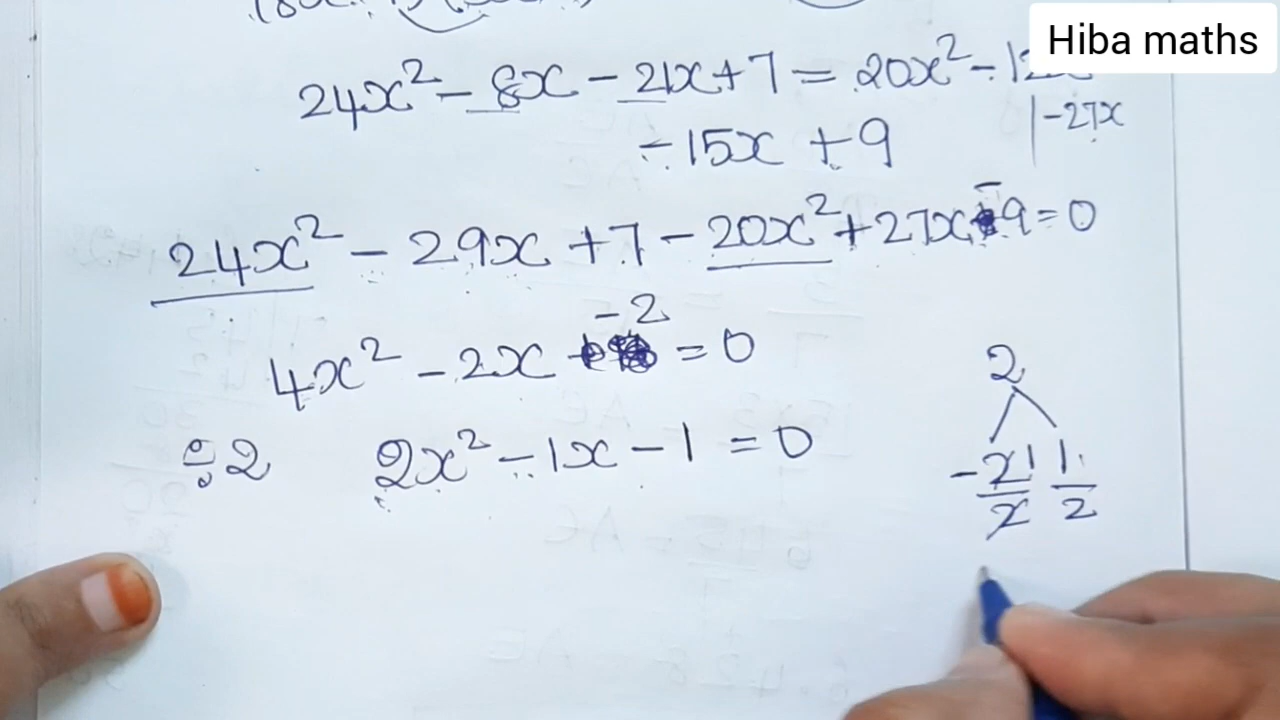 Hiba maths
24x² - 8x - 21x + 7 = 20x² - 12x
- 15x + 9
-27x
24x² - 29x + 7 - 20x² + 27x - 9 = 0
4x² - 2x - 2 = 0
÷2 2x² - 1x - 1 = 0
2
-2 1 1
2 2